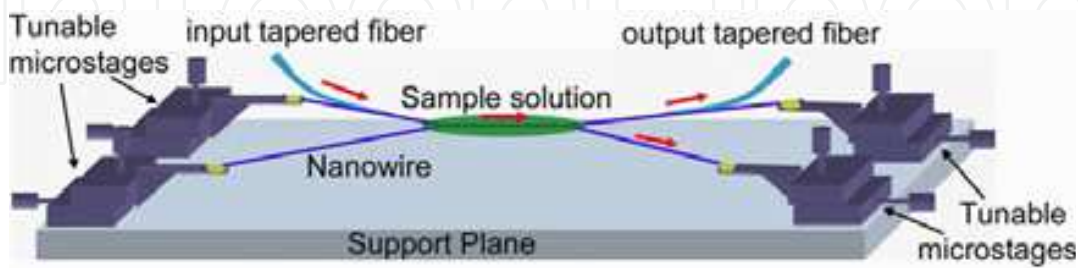 Tunable
microstages
input tapered fiber
output tapered fiber
Sample solution
Nanowire
Support Plane
Tunable
microstages